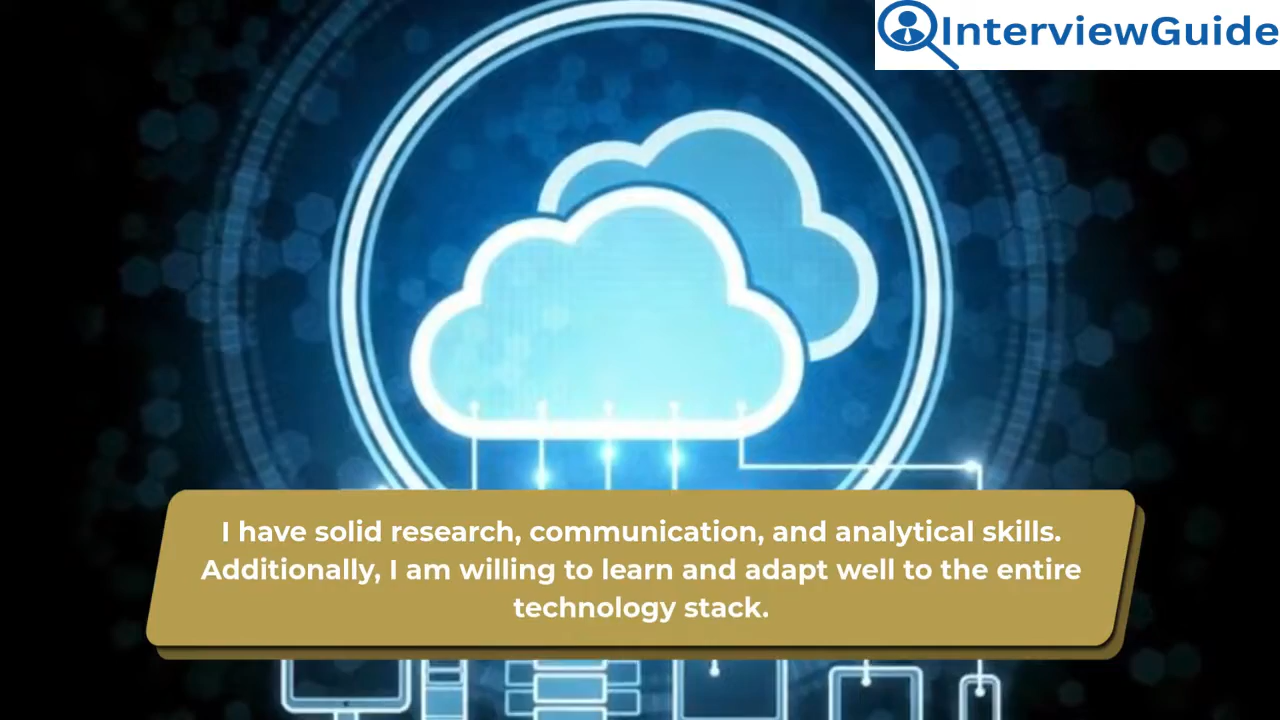 InterviewGuide
I have solid research, communication, and analytical skills.
Additionally, I am willing to learn and adapt well to the entire
technology stack.